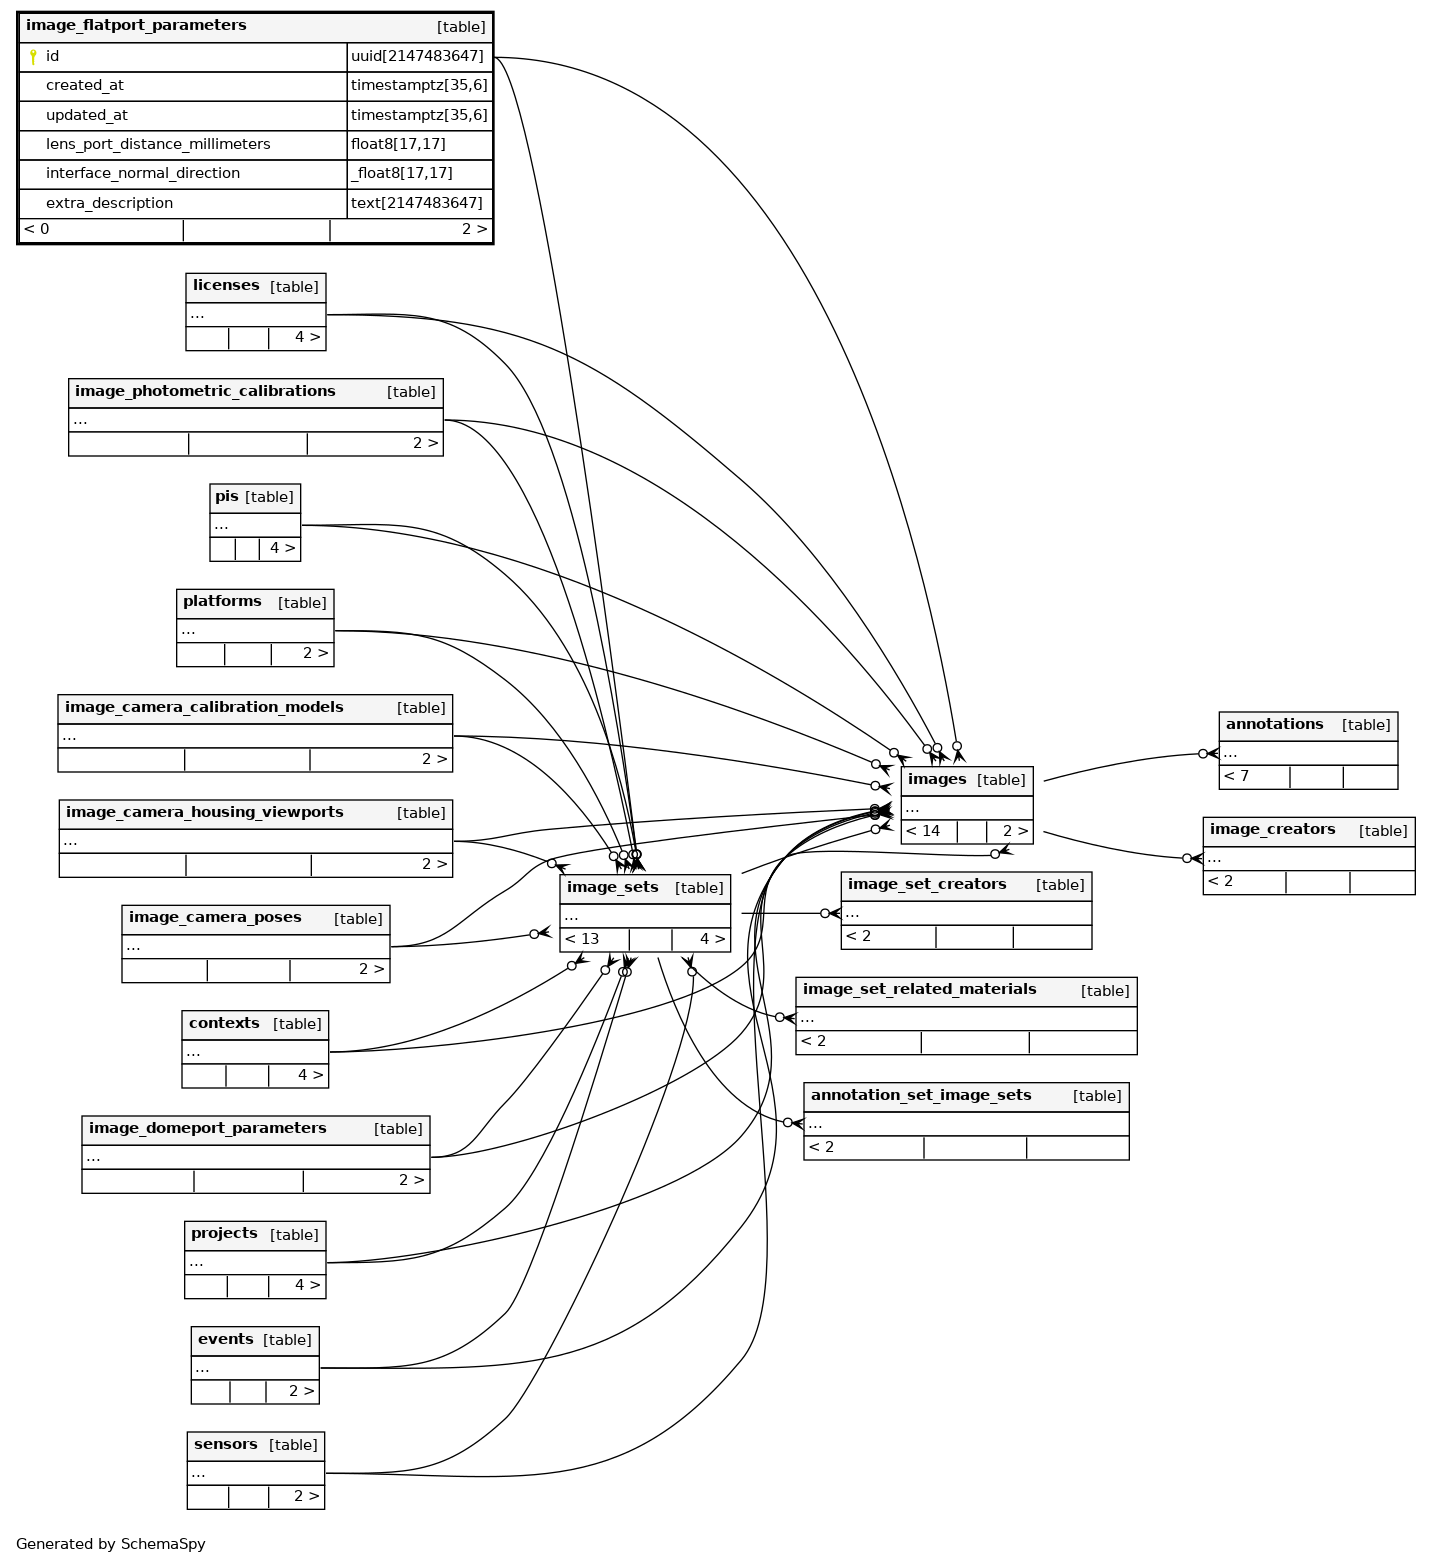 image_flatport_parameters [table]
id uuid[2147483647]
created_at timestamptz[35,6]
updated_at timestamptz[35,6]
lens_port_distance_millimeters float8[17,17]
interface_normal_direction _float8[17,17]
extra_description text[2147483647]
< 0 2 >
licenses [table]
...
4 >
image_photometric_calibrations [table]
...
2 >
pis [table]
...
4 >
platforms [table]
...
2 >
image_camera_calibration_models [table]
...
2 >
image_camera_housing_viewports [table]
...
2 >
image_camera_poses [table]
...
2 >
contexts [table]
...
4 >
image_domeport_parameters [table]
...
2 >
projects [table]
...
4 >
events [table]
...
2 >
sensors [table]
...
2 >
image_sets [table]
...
< 13 4 >
images [table]
...
< 14 2 >
image_set_creators [table]
...
< 2
image_set_related_materials [table]
...
< 2
annotation_set_image_sets [table]
...
< 2
annotations [table]
...
< 7
image_creators [table]
...
< 2
Generated by SchemaSpy